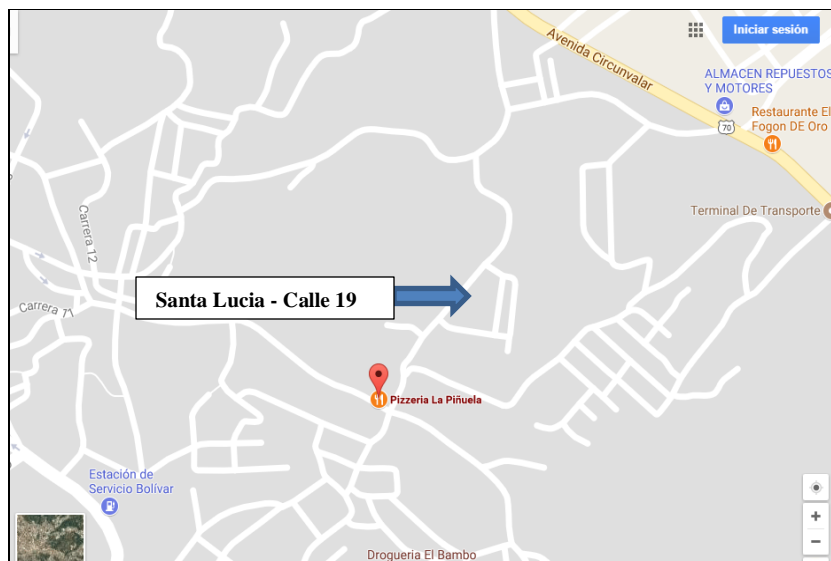 Iniciar sesión
Avenida Circunvalar
ALMACEN REPUESTOS
Y MOTORES
Restaurante El
Fogon DE Oro
70
Terminal De Transporte
Carrera 12
Santa Lucia - Calle 19
Carrera 11
Pizzeria La Piñuela
Estación de
Servicio Bolívar
Drogueria El Bambo